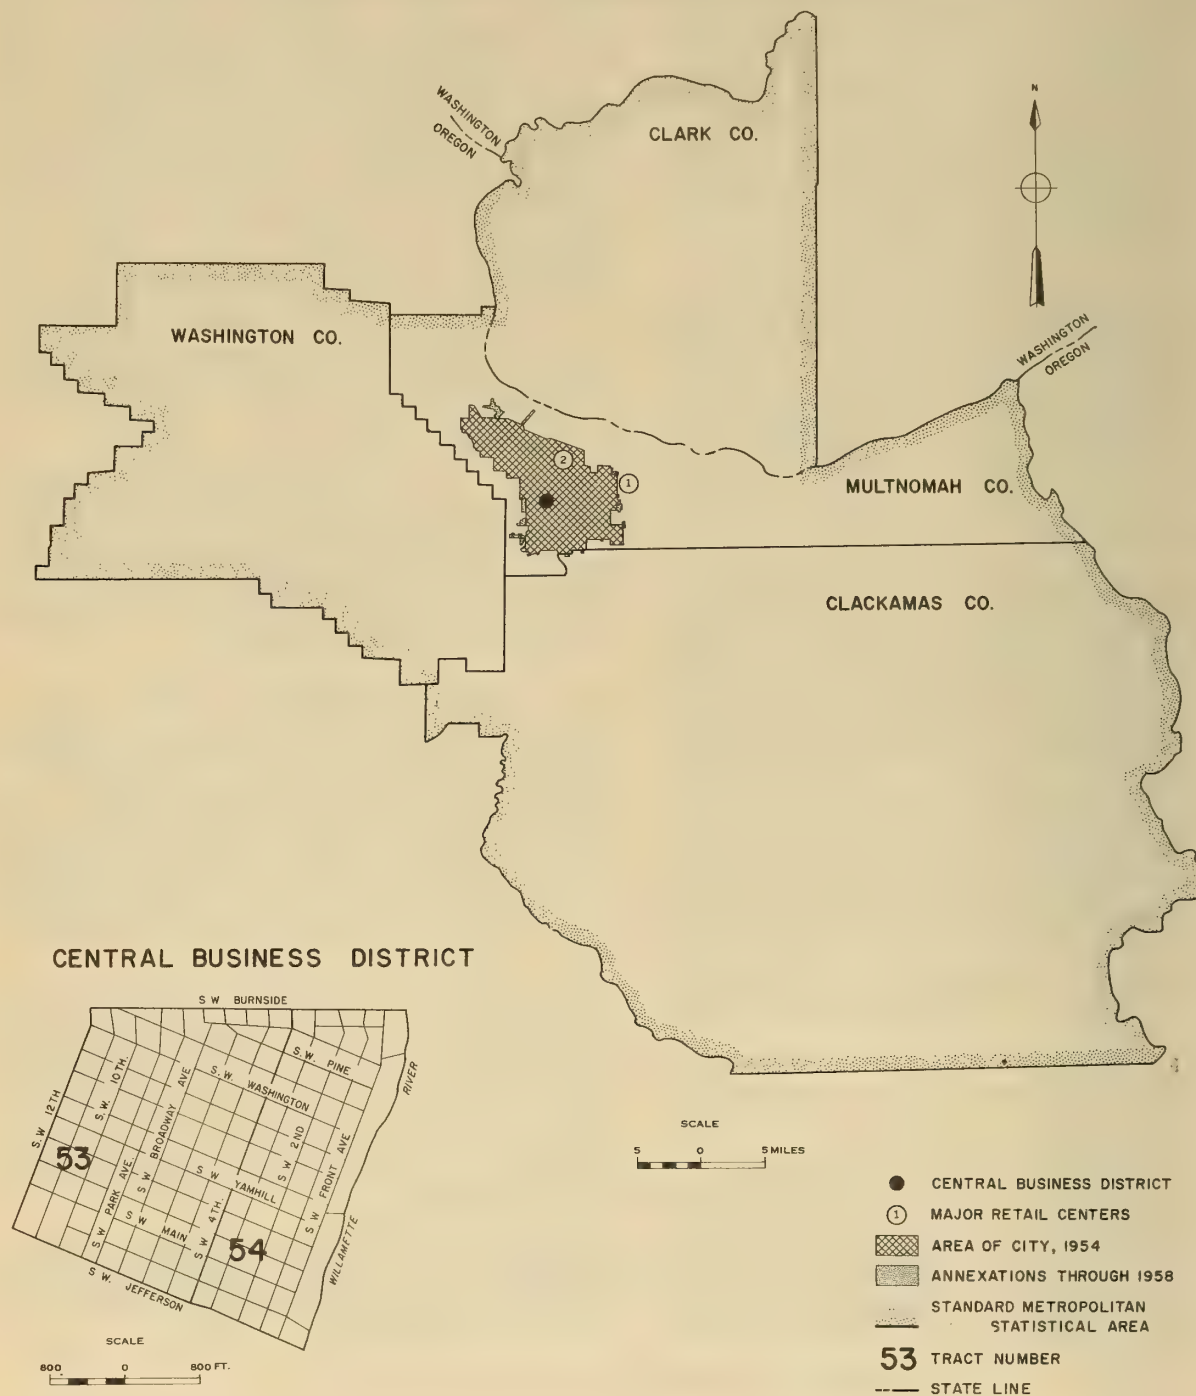 WASHINGTON
OREGON
CLARK CO.
N
WASHINGTON CO.
WASHINGTON
OREGON
2
1
MULTNOMAH CO.
CLACKAMAS CO.
CENTRAL BUSINESS DISTRICT
S W BURNSIDE
S. W. PINE
S. W. WASHINGTON
RIVER
S. W. 12TH
S. W. 10TH.
S W BROADWAY AVE
S W 2ND
S W FRONT AVE
53
S W PARK AVE.
S W YAMHILL
S W MAIN
S W 4TH.
54
WILLAMETTE
S W. JEFFERSON
SCALE
800 0 800 FT.
SCALE
5 0 5 MILES
CENTRAL BUSINESS DISTRICT
1 MAJOR RETAIL CENTERS
AREA OF CITY, 1954
ANNEXATIONS THROUGH 1958
STANDARD METROPOLITAN
STATISTICAL AREA
53 TRACT NUMBER
STATE LINE